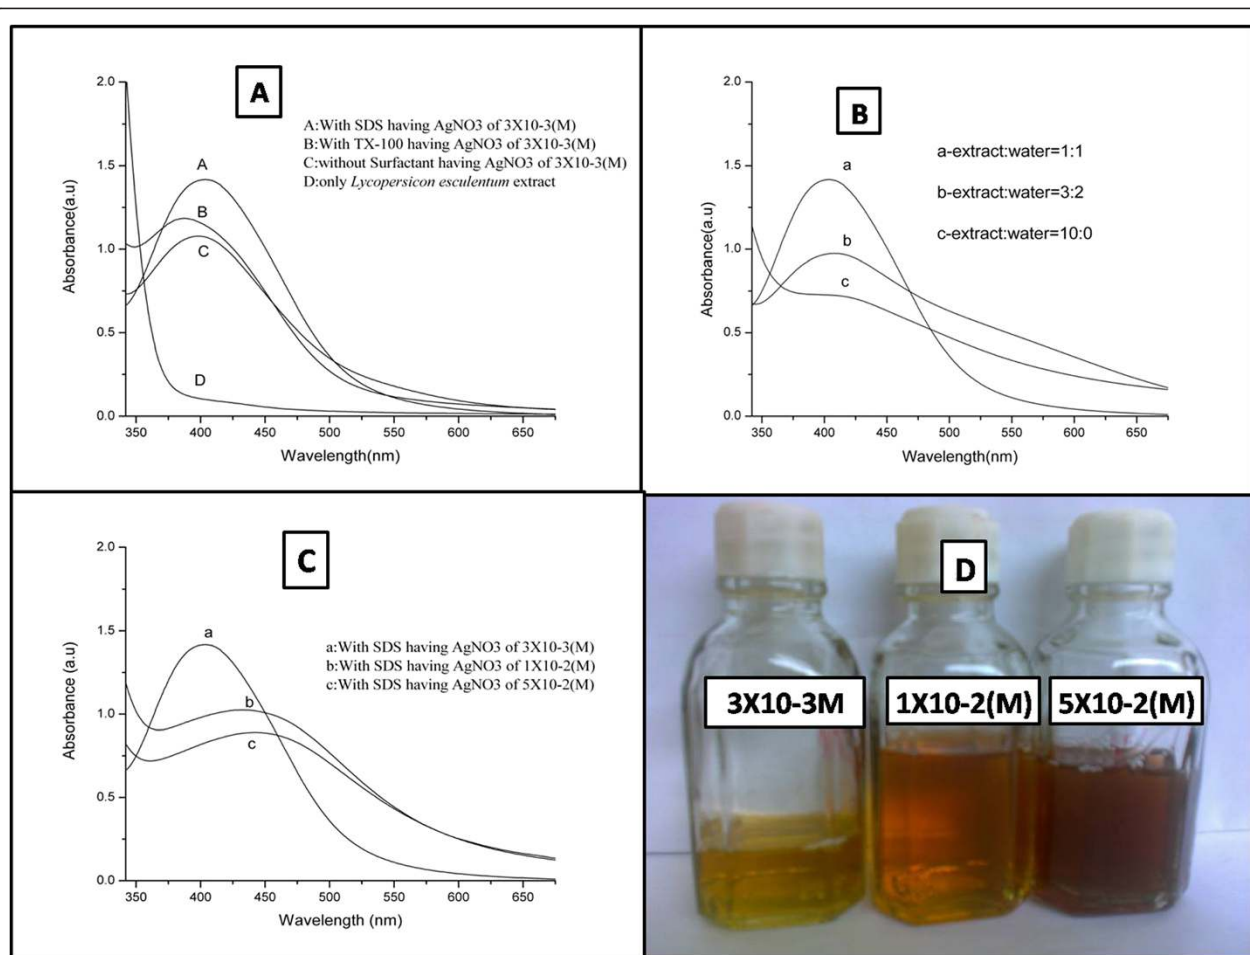 A
A:With SDS having AgNO3 of 3X10-3(M)
B:With TX-100 having AgNO3 of 3X10-3(M)
C:without Surfactant having AgNO3 of 3X10-3(M)
D:only Lycopersicon esculentum extract
2.0
1.5
1.0
0.5
0.0
Absorbance(a.u)
A
B
C
D
350 400 450 500 550 600 650
Wavelength(nm)
B
a-extract:water=1:1
b-extract:water=3:2
c-extract:water=10:0
2.0
1.5
1.0
0.5
0.0
Absorbance(a.u)
a
b
c
350 400 450 500 550 600 650
Wavelength(nm)
C
a:With SDS having AgNO3 of 3X10-3(M)
b:With SDS having AgNO3 of 1X10-2(M)
c:With SDS having AgNO3 of 5X10-2(M)
2.0
1.5
1.0
0.5
0.0
Absorbance (a.u)
a
b
c
350 400 450 500 550 600 650
Wavelength (nm)
D
3X10-3M 1X10-2(M) 5X10-2(M)